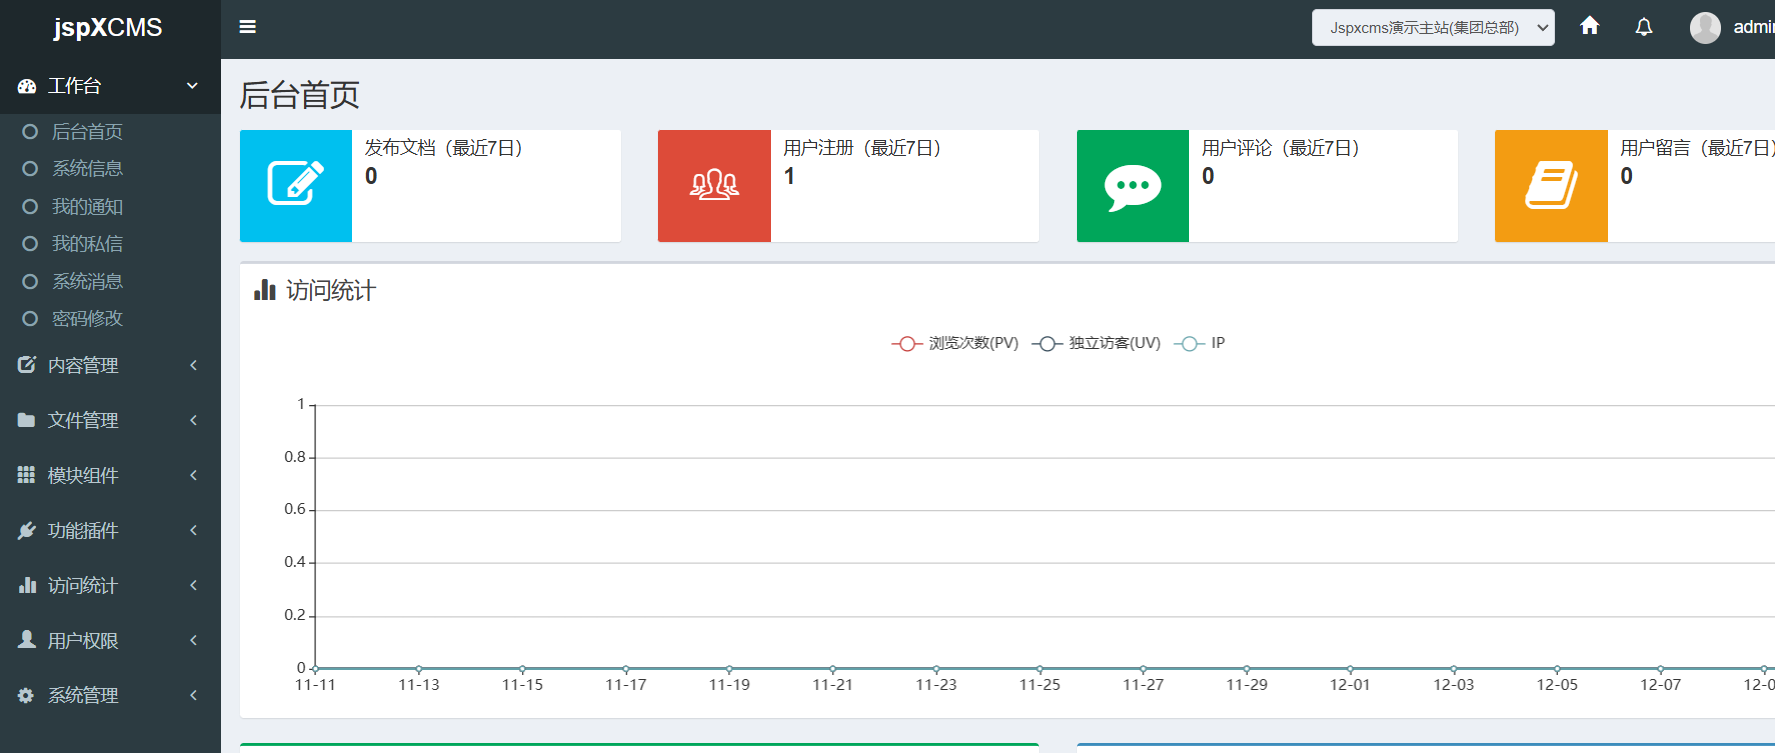 jspXCMS
Jspxcms演示主站(集团总部)
工作台
后台首页
系统信息
我的通知
我的私信
系统消息
密码修改
内容管理
文件管理
模块组件
功能插件
访问统计
用户权限
系统管理
后台首页
发布文档（最近7日）
0
用户注册（最近7日）
1
用户评论（最近7日）
0
用户留言（最近7日）
0
访问统计
浏览次数(PV) 独立访客(UV) IP
1
0.8
0.6
0.4
0.2
0
11-11 11-13 11-15 11-17 11-19 11-21 11-23 11-25 11-27 11-29 12-01 12-03 12-05 12-07